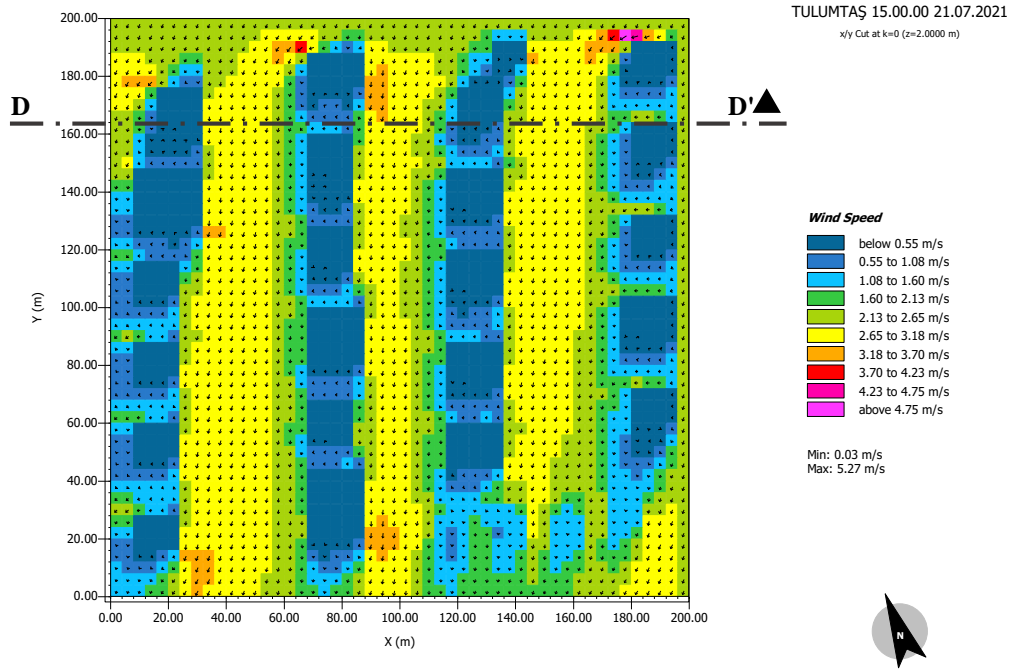 TULUMTAŞ 15.00.00 21.07.2021
x/y Cut at k=0 (z=2.0000 m)
200.00
180.00
D
D'
160.00
140.00
120.00
100.00
80.00
60.00
40.00
20.00
0.00
Y (m)
0.00 20.00 40.00 60.00 80.00 100.00 120.00 140.00 160.00 180.00 200.00
X (m)
Wind Speed
below 0.55 m/s
0.55 to 1.08 m/s
1.08 to 1.60 m/s
1.60 to 2.13 m/s
2.13 to 2.65 m/s
2.65 to 3.18 m/s
3.18 to 3.70 m/s
3.70 to 4.23 m/s
4.23 to 4.75 m/s
above 4.75 m/s
Min: 0.03 m/s
Max: 5.27 m/s
N